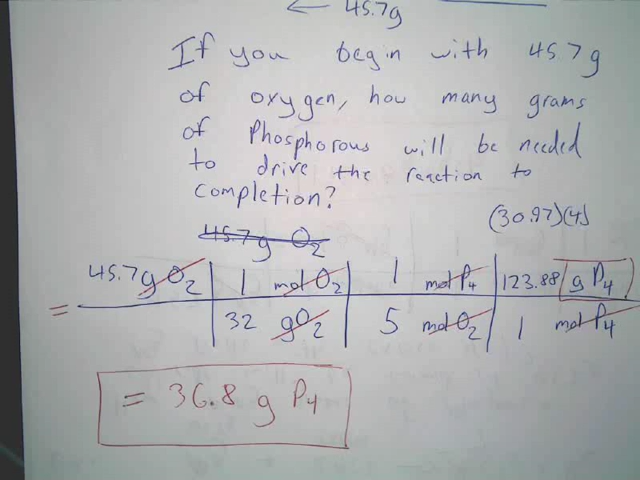 ← 45.7g
If you begin with 45.7g
of oxygen, how many grams
of Phosphorous will be needed
to drive the reaction to
completion?
(30.97)(4)
45.7 g O2
45.7g O2 | 1 mol O2 | 1 mol P4 | 123.88 g P4
= 32 gO2 | 5 mol O2 | 1 mol P4
= 36.8 g P4